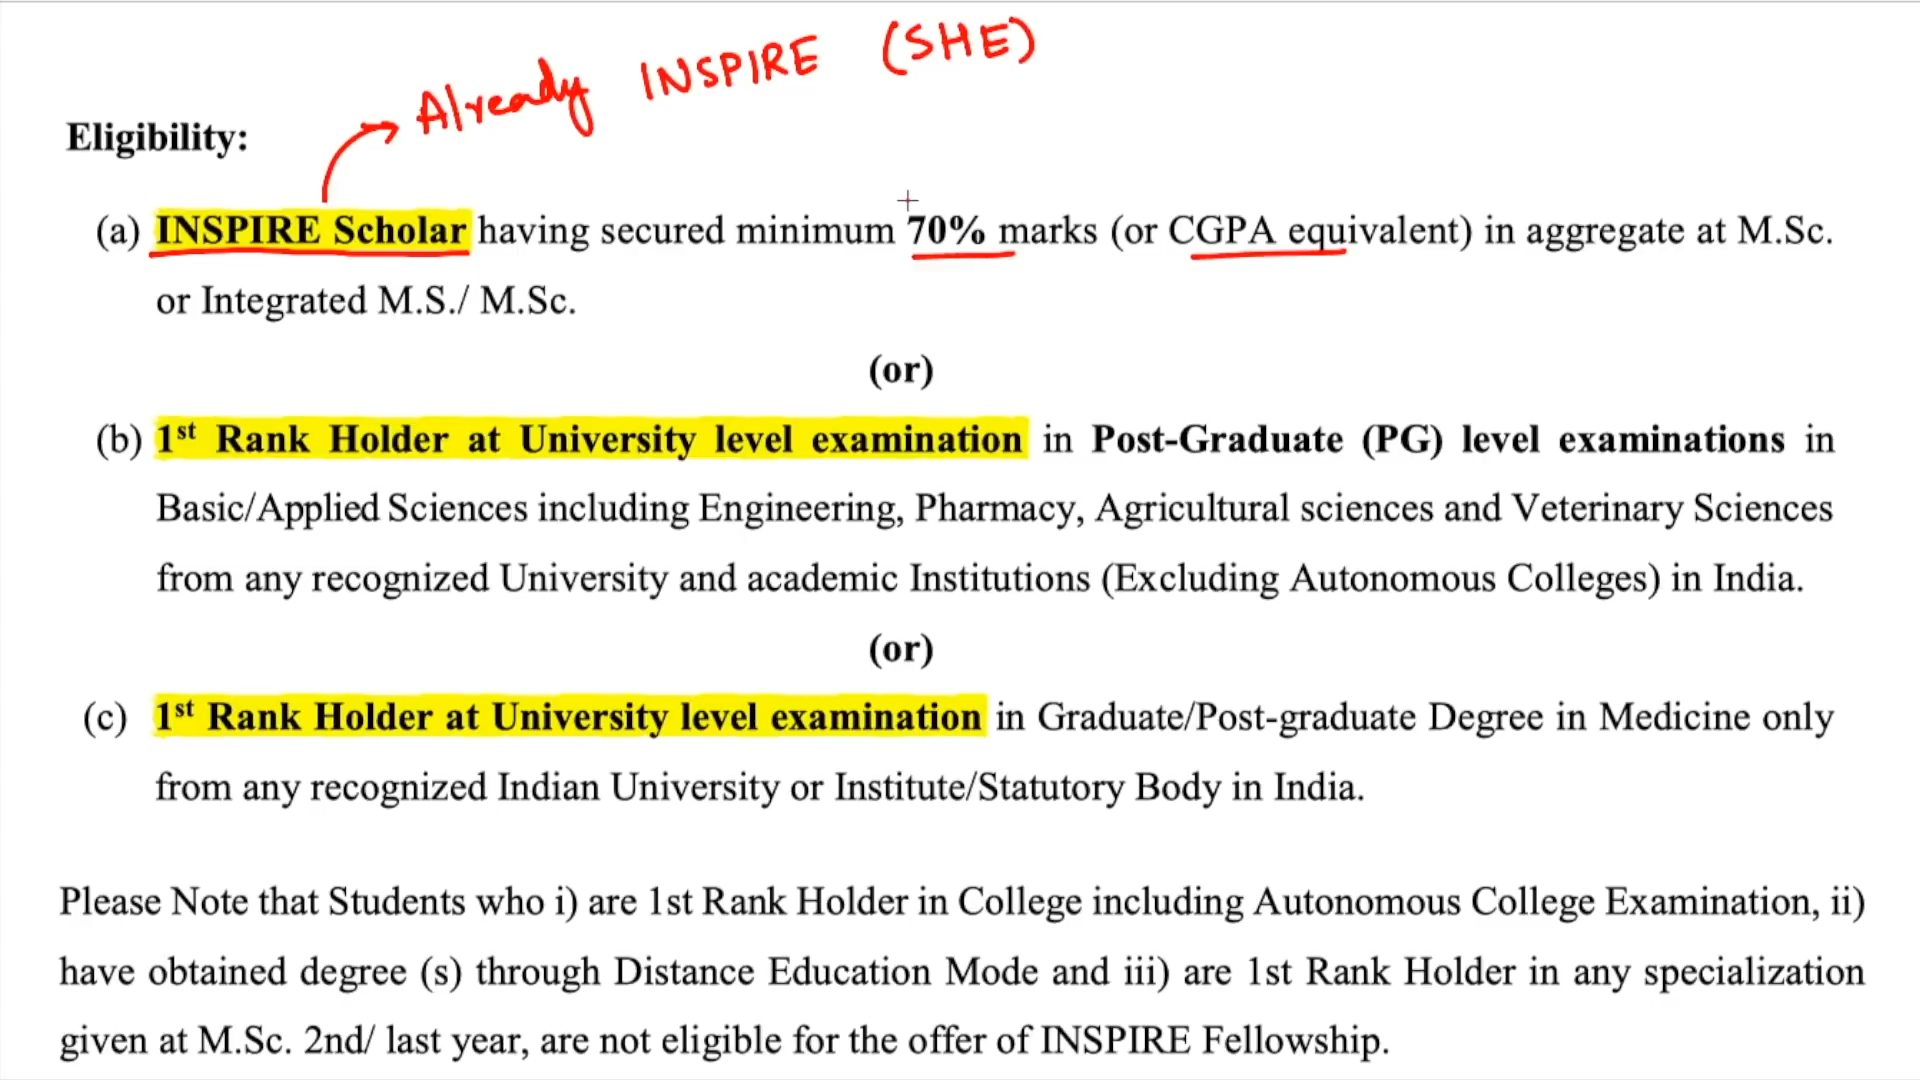 Already INSPIRE (SHE)
Eligibility:
(a) INSPIRE Scholar having secured minimum 70% marks (or CGPA equivalent) in aggregate at M.Sc.
or Integrated M.S./ M.Sc.
(or)
(b) 1st Rank Holder at University level examination in Post-Graduate (PG) level examinations in
Basic/Applied Sciences including Engineering, Pharmacy, Agricultural sciences and Veterinary Sciences
from any recognized University and academic Institutions (Excluding Autonomous Colleges) in India.
(or)
(c) 1st Rank Holder at University level examination in Graduate/Post-graduate Degree in Medicine only
from any recognized Indian University or Institute/Statutory Body in India.
Please Note that Students who i) are 1st Rank Holder in College including Autonomous College Examination, ii)
have obtained degree (s) through Distance Education Mode and iii) are 1st Rank Holder in any specialization
given at M.Sc. 2nd/ last year, are not eligible for the offer of INSPIRE Fellowship.